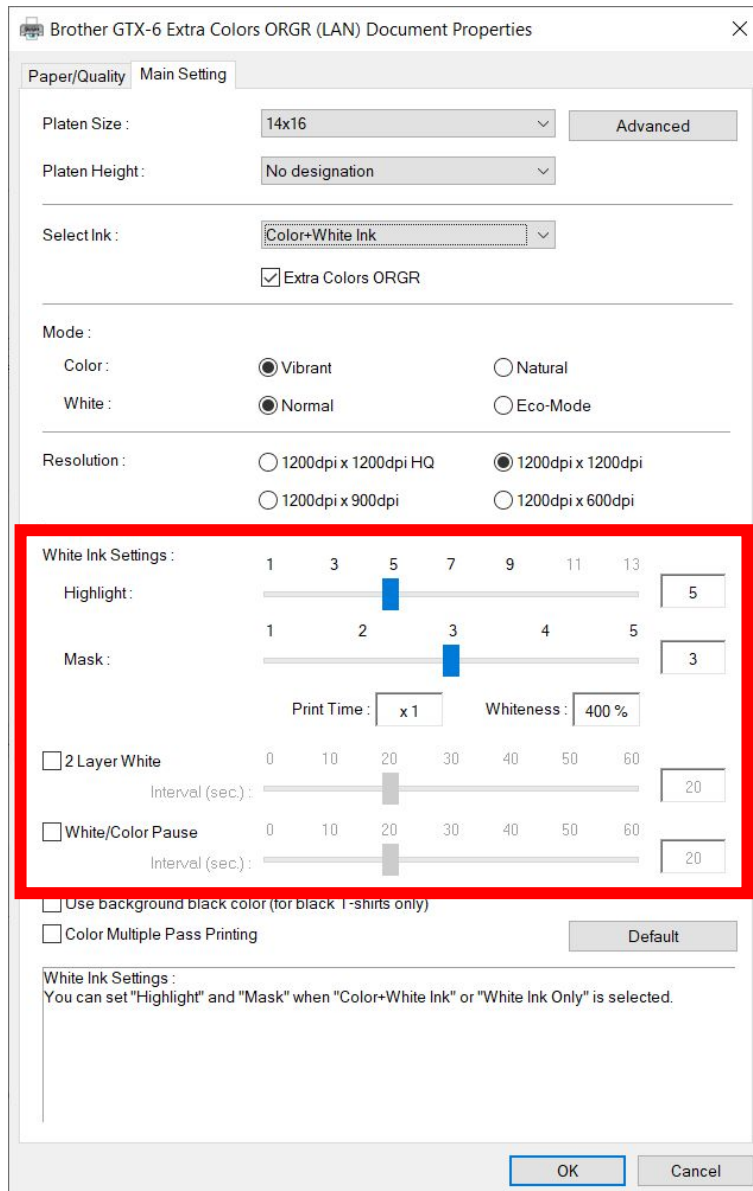 Brother GTX-6 Extra Colors ORGR (LAN) Document Properties
Paper/Quality Main Setting
Platen Size : 14x16 Advanced
Platen Height : No designation
Select Ink : Color+White Ink
Extra Colors ORGR
Mode :
Color : Vibrant Natural
White : Normal Eco-Mode
Resolution : 1200dpi x 1200dpi HQ 1200dpi x 1200dpi
1200dpi x 900dpi 1200dpi x 600dpi
White Ink Settings : 1 3 5 7 9 11 13
Highlight : 5
1 2 3 4 5
Mask : 3
Print Time : x 1 Whiteness : 400 %
2 Layer White 0 10 20 30 40 50 60
Interval (sec.) : 20
White/Color Pause 0 10 20 30 40 50 60
Interval (sec.) : 20
Use background black color (for black T-shirts only)
Color Multiple Pass Printing Default
White Ink Settings :
You can set "Highlight" and "Mask" when "Color+White Ink" or "White Ink Only" is selected.
OK Cancel